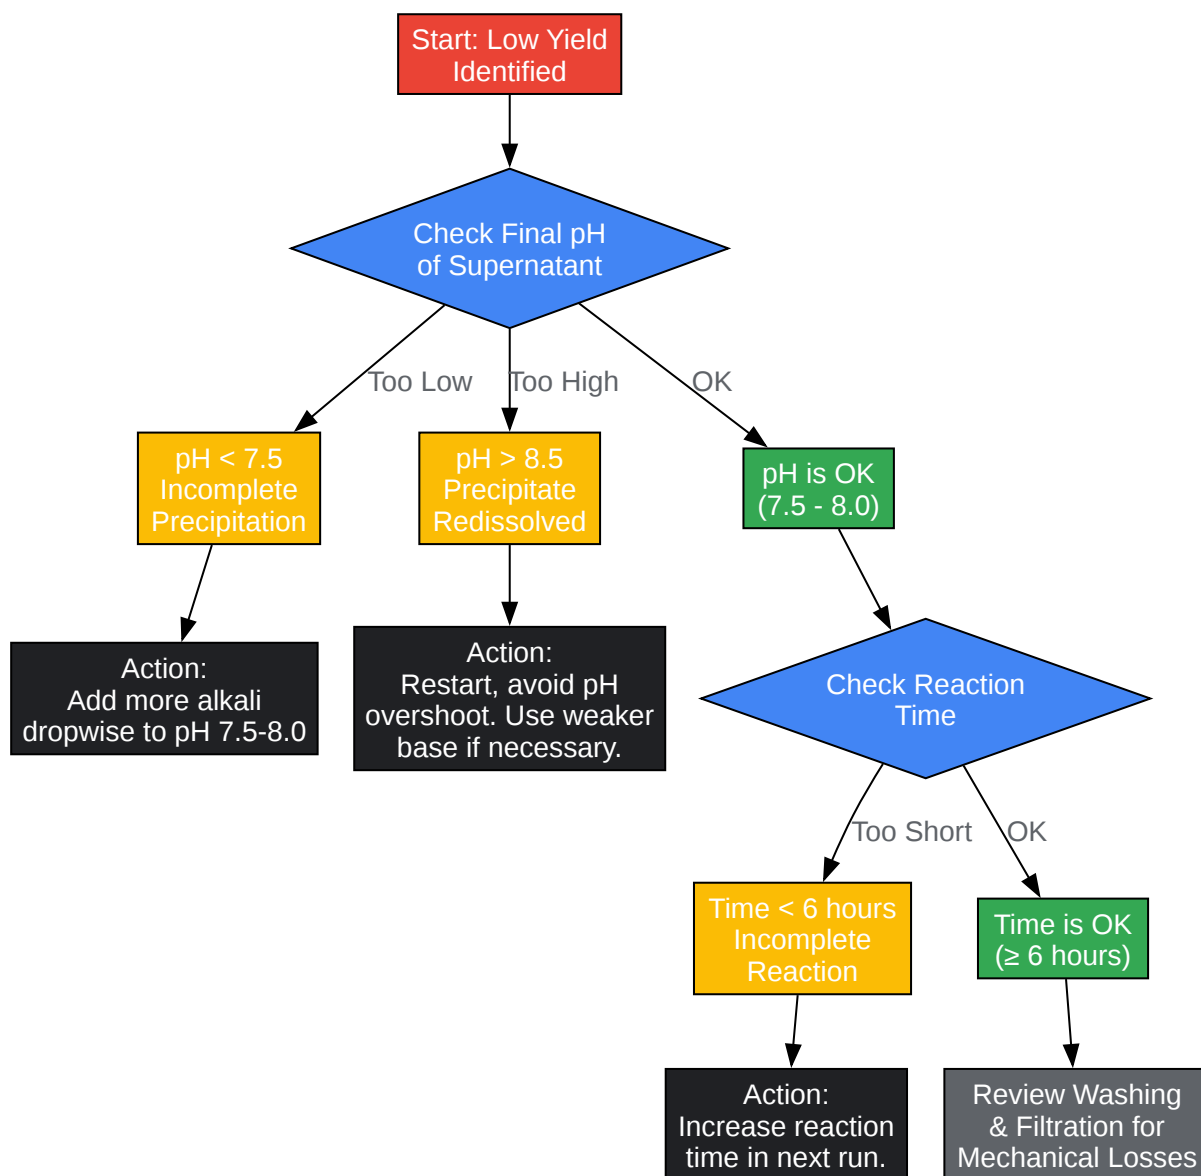 Start: Low Yield
Identified
Check Final pH
of Supernatant
Too Low
Too High
OK
pH < 7.5
Incomplete
Precipitation
pH > 8.5
Precipitate
Redissolved
pH is OK
(7.5 - 8.0)
Action:
Add more alkali
dropwise to pH 7.5-8.0
Action:
Restart, avoid pH
overshoot. Use weaker
base if necessary.
Check Reaction
Time
Too Short
OK
Time < 6 hours
Incomplete
Reaction
Time is OK
(≥ 6 hours)
Action:
Increase reaction
time in next run.
Review Washing
& Filtration for
Mechanical Losses